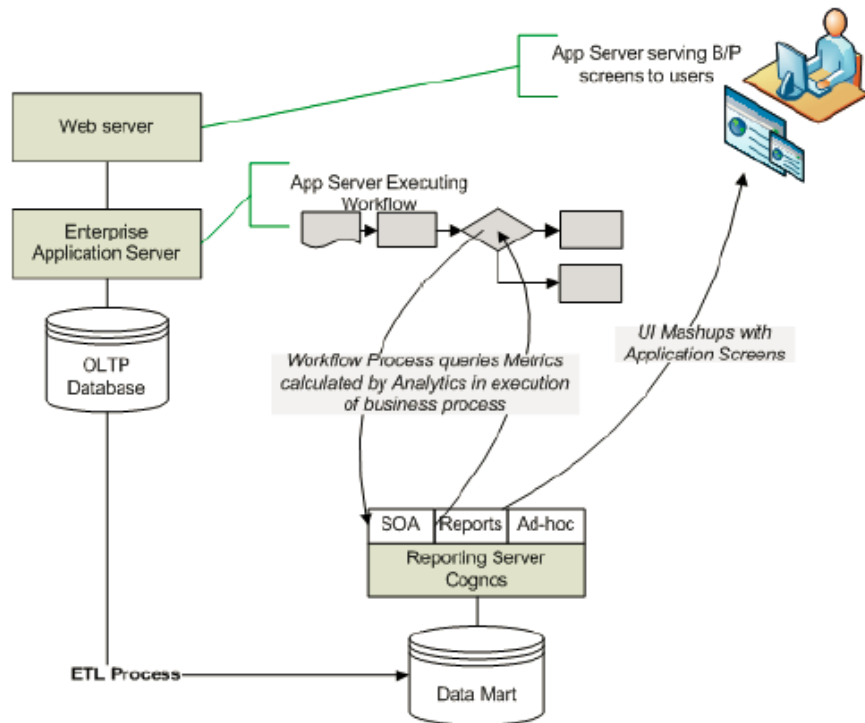 App Server serving B/P
screens to users
Web server
App Server Executing
Workflow
Enterprise
Application Server
OLTP
Database
Workflow Process queries Metrics
calculated by Analytics in execution
of business process
UI Mashups with
Application Screens
SOA
Reports
Ad-hoc
Reporting Server
Cognos
ETL Process
Data Mart